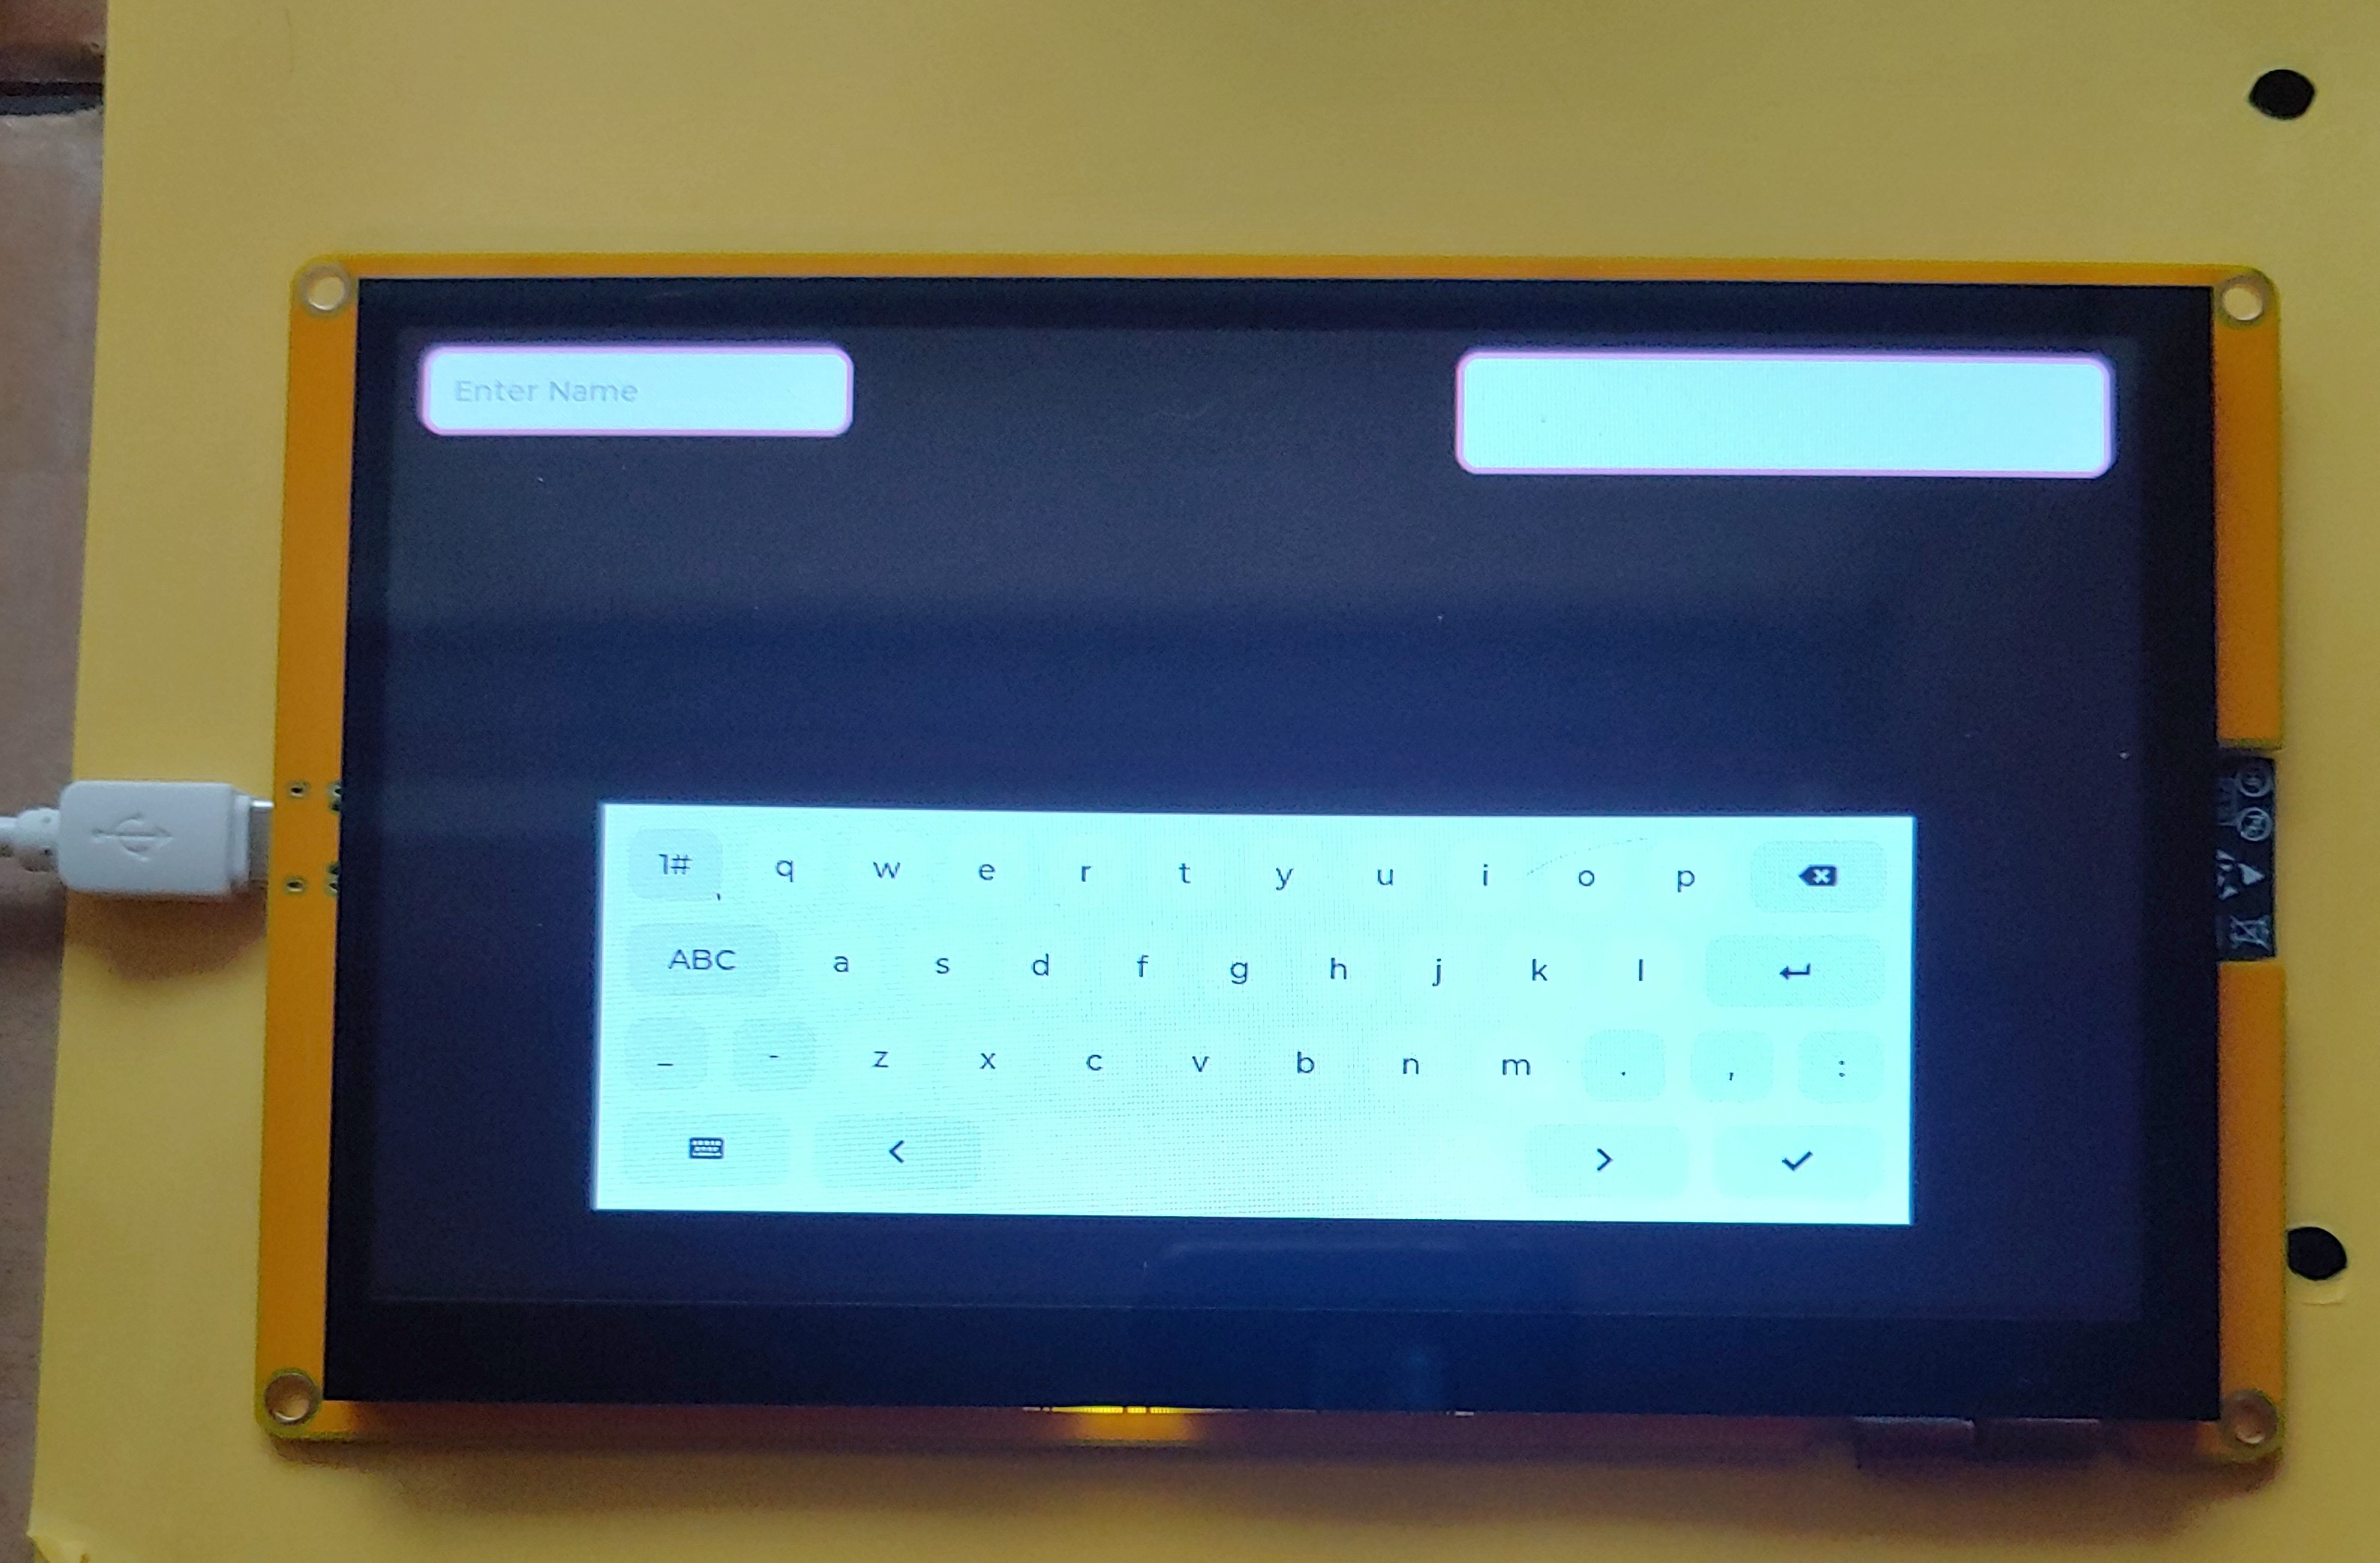 Enter Name
1# q w e r t y u i o p
ABC a s d f g h j k l
_ - z x c v b n m . , :
< >